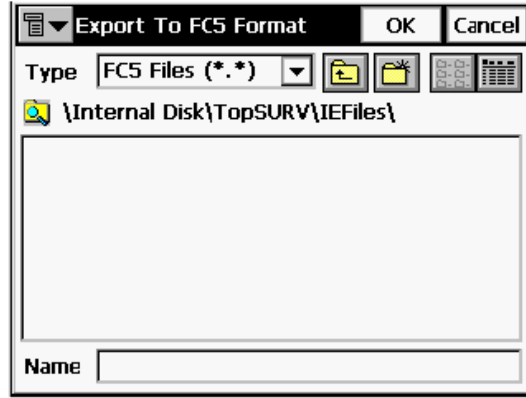 Export To FC5 Format OK Cancel
Type FC5 Files (*.*)
\Internal Disk\TopSURV\IEFiles\
Name